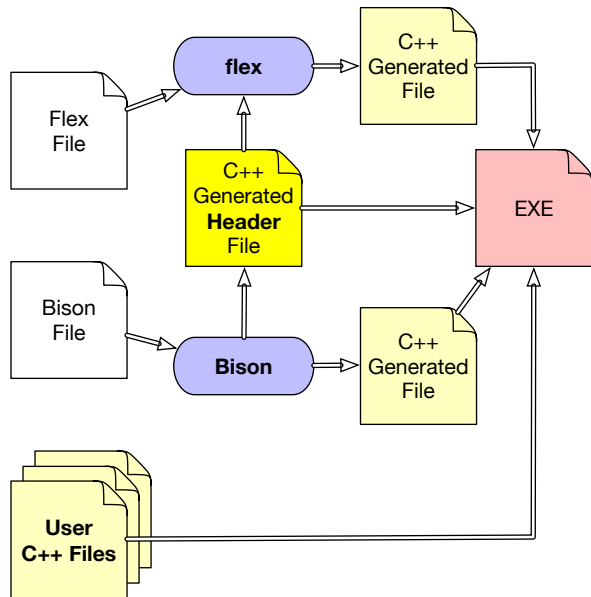 flex
C++
Generated
File
Flex
File
C++
Generated
Header
File
EXE
Bison
File
Bison
C++
Generated
File
User
C++ Files